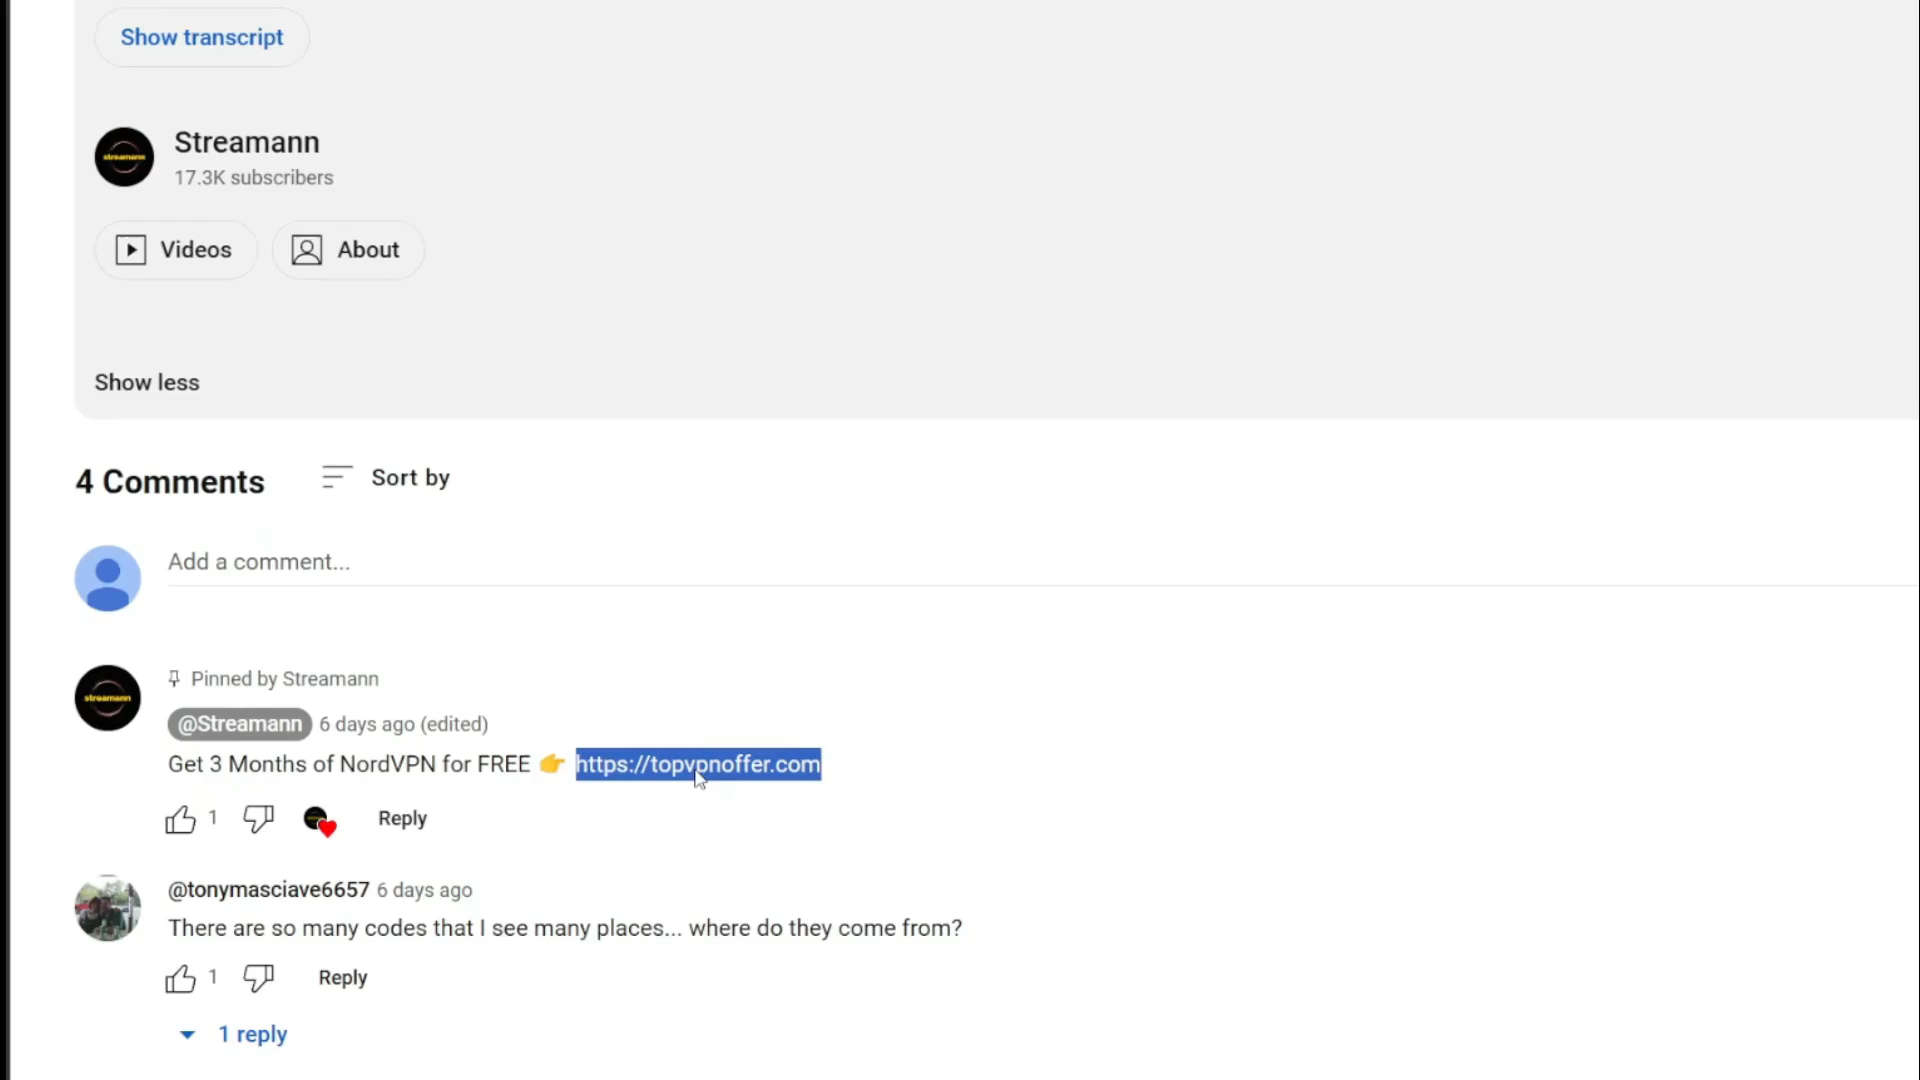 Show transcript
streamann
Streamann
17.3K subscribers
Videos
About
Show less
4 Comments
Sort by
Add a comment...
streamann
Pinned by Streamann
@Streamann 6 days ago (edited)
Get 3 Months of NordVPN for FREE 👉 https://topvpnoffer.com
1
Reply
@tonymasciave6657 6 days ago
There are so many codes that I see many places... where do they come from?
1
Reply
1 reply